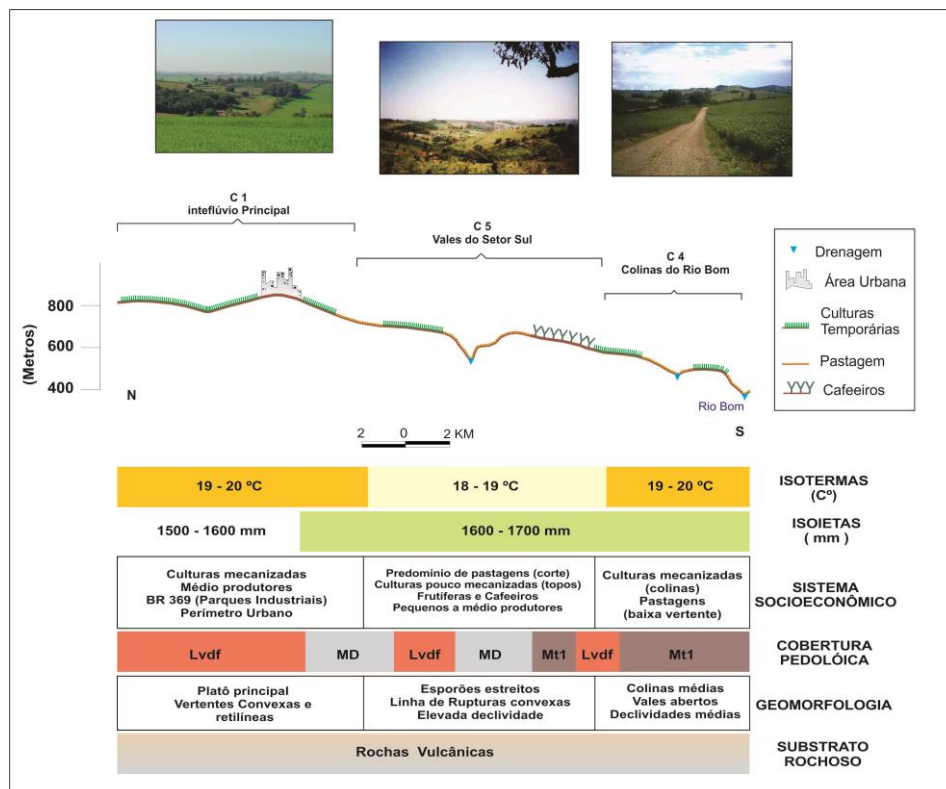 C 1
inteflúvio Principal
C 5
Vales do Setor Sul
C 4
Colinas do Rio Bom
(Metros)
800
600
400
N
Rio Bom
S
2 0 2 KM
Drenagem
Área Urbana
Culturas
Temporárias
Pastagem
Cafeeiros
19 - 20 ºC
18 - 19 ºC
19 - 20 ºC
ISOTERMAS
(Cº)
1500 - 1600 mm
1600 - 1700 mm
ISOIETAS
( mm )
Culturas mecanizadas
Médio produtores
BR 369 (Parques Industriais)
Perímetro Urbano
Predomínio de pastagens (corte)
Culturas pouco mecanizadas (topos)
Frutíferas e Cafeeiros
Pequenos a médio produtores
Culturas mecanizadas
(colínas)
Pastagens
(baixa vertente)
SISTEMA
SOCIOECONÔMICO
Lvdf
MD
Lvdf
MD
Mt1
Lvdf
Mt1
COBERTURA
PEDOLÓICA
Platô principal
Vertentes Convexas e
retilíneas
Esporões estreitos
Linha de Rupturas convexas
Elevada declividade
Colinas médias
Vales abertos
Declividades médias
GEOMORFOLOGIA
Rochas Vulcânicas
SUBSTRATO
ROCHOSO